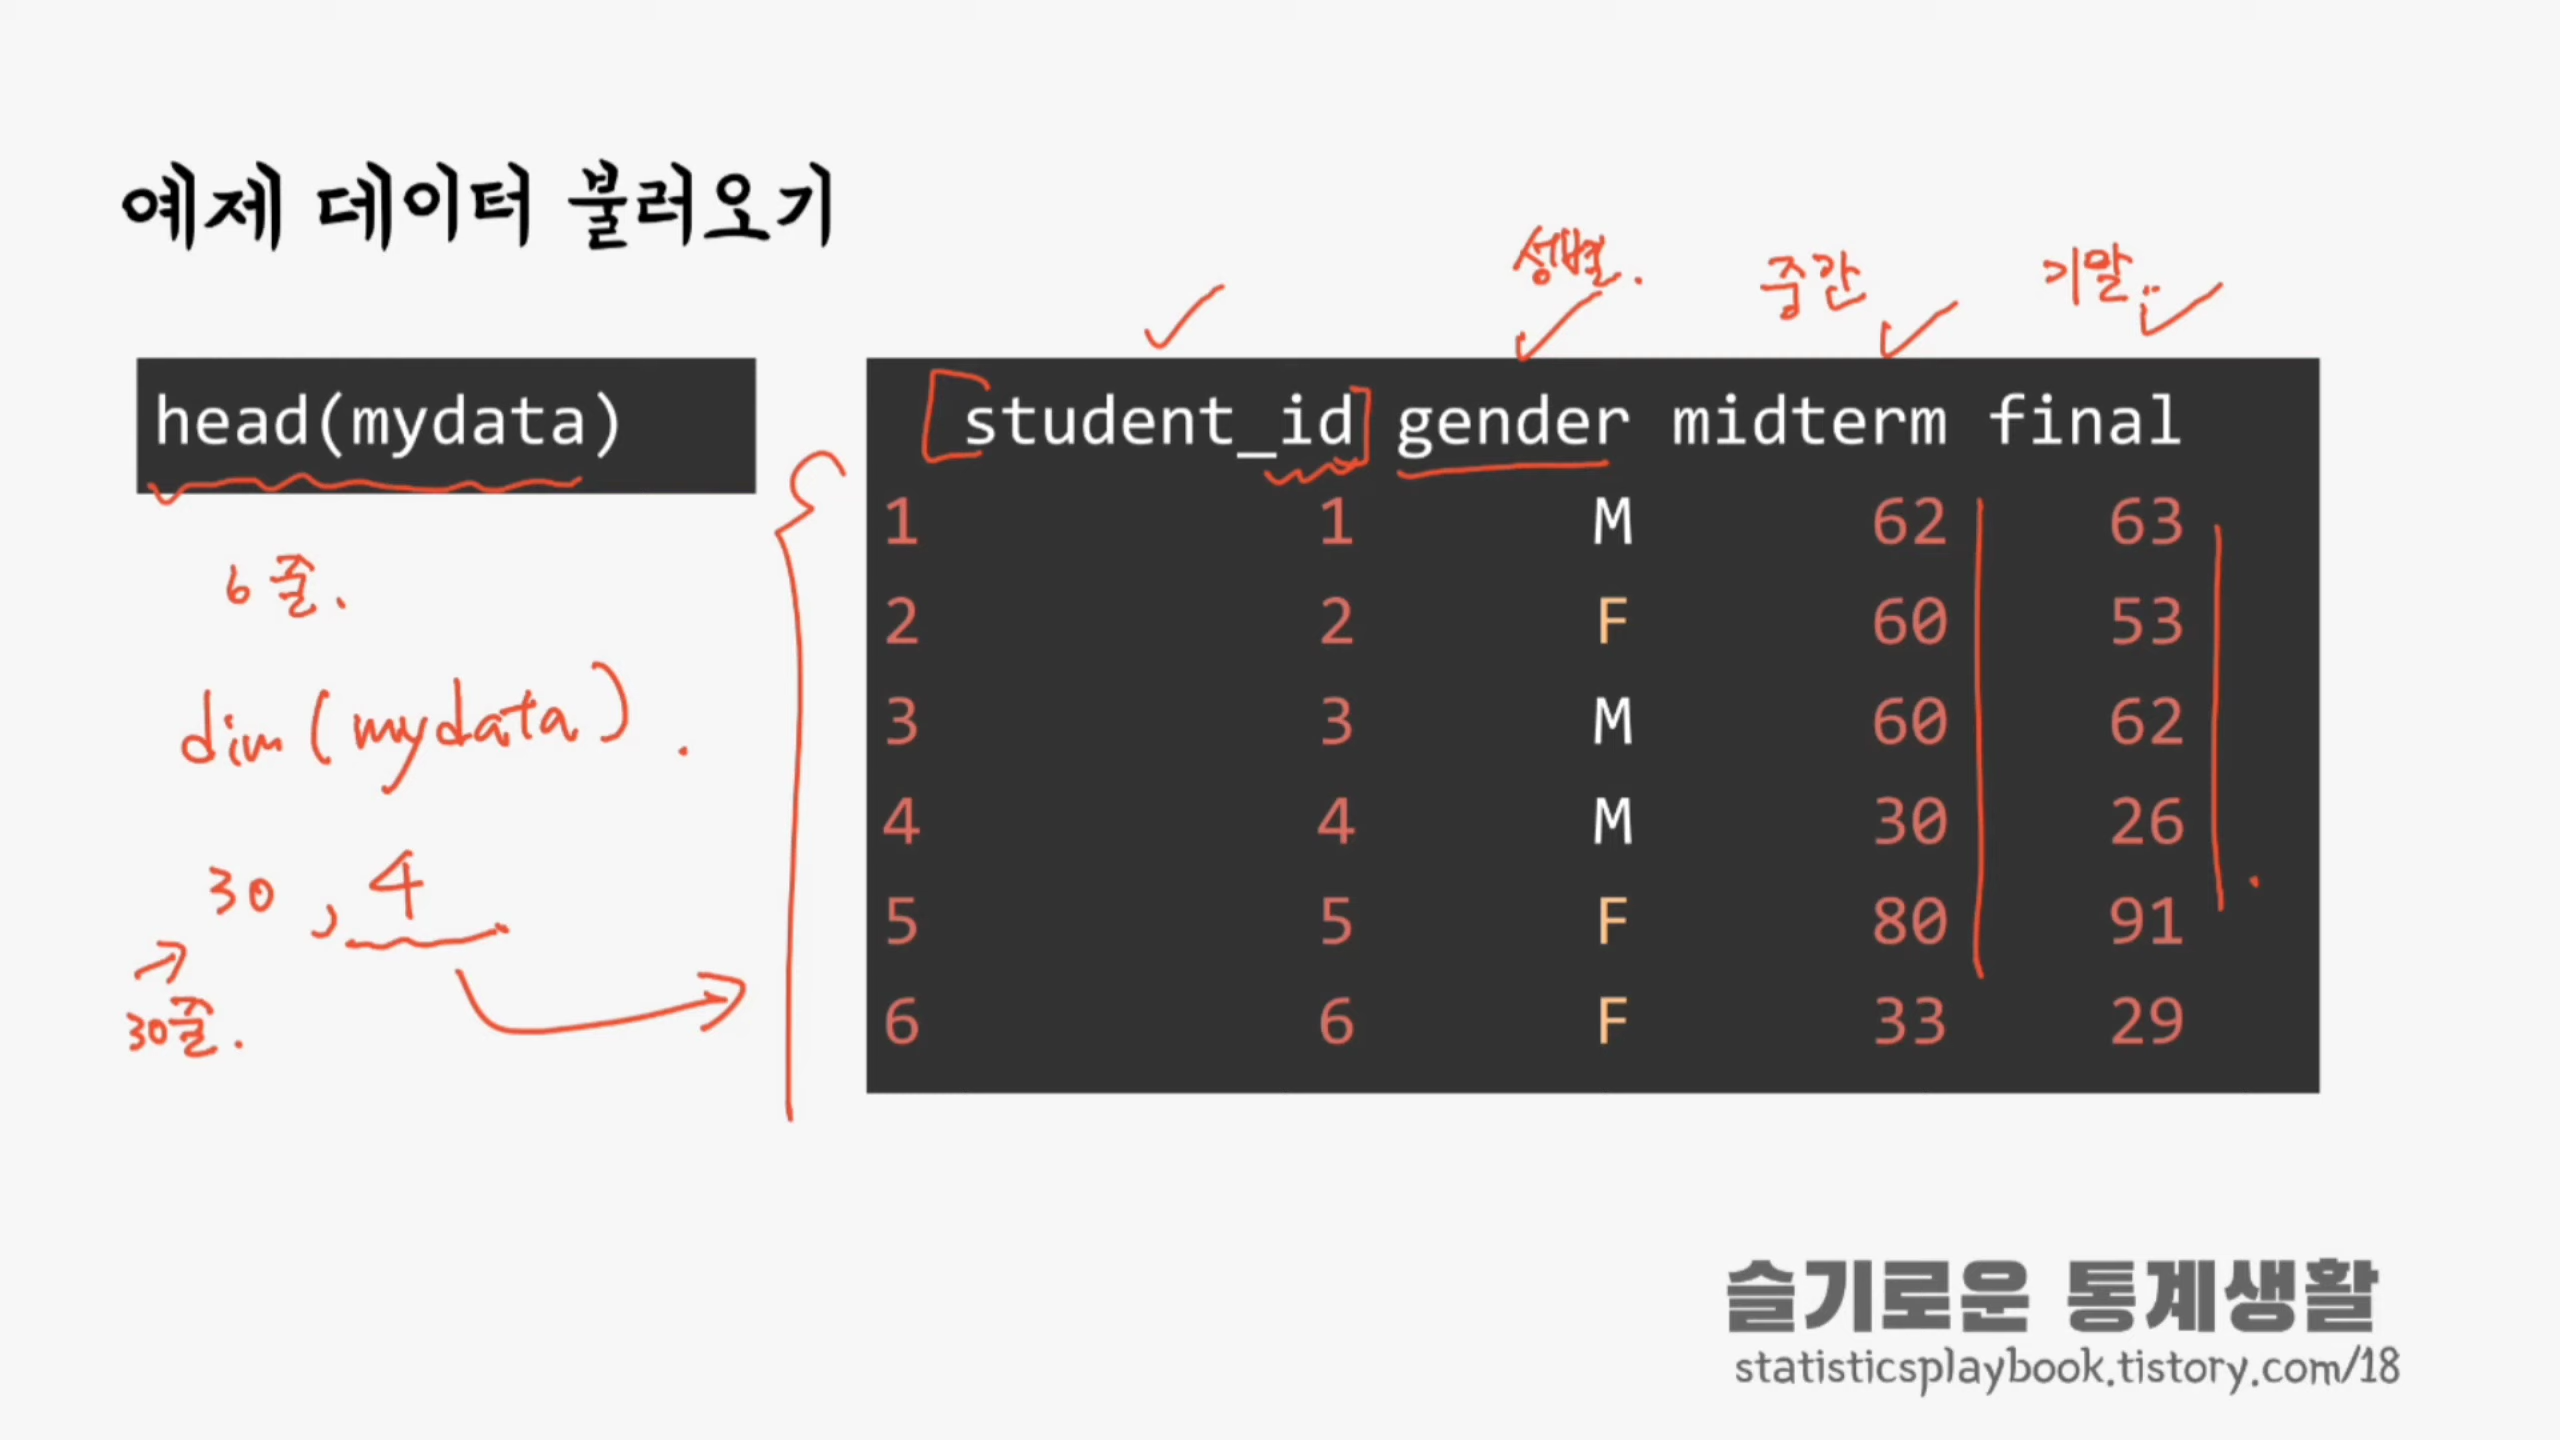 예제 데이터 불러오기
성별.
중간
기말..
head(mydata)
6줄.
dim(mydata).
30, 4
30줄.
student_id gender midterm final
1 1 M 62 63
2 2 F 60 53
3 3 M 60 62
4 4 M 30 26
5 5 F 80 91
6 6 F 33 29
슬기로운 통계생활
statisticsplaybook.tistory.com/18